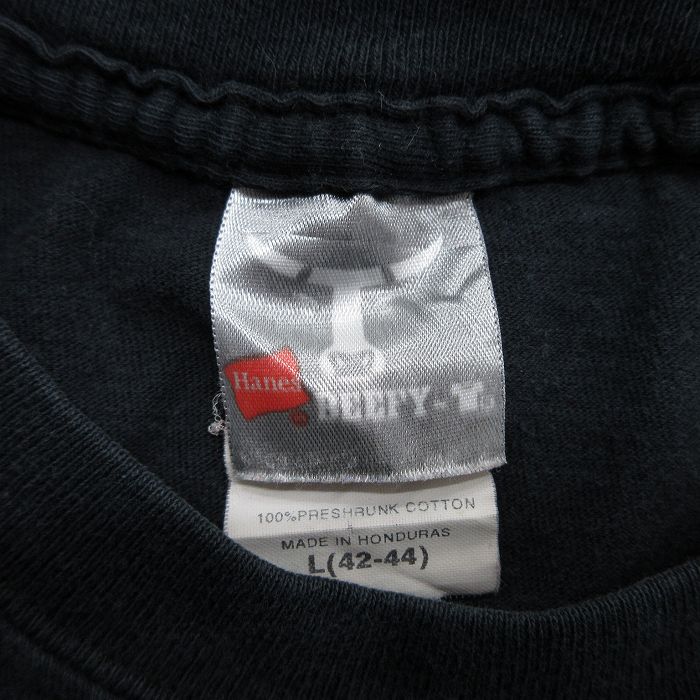 Hanes
BEEFY-T®
100%PRESHRUNK COTTON
MADE IN HONDURAS
L(42-44)